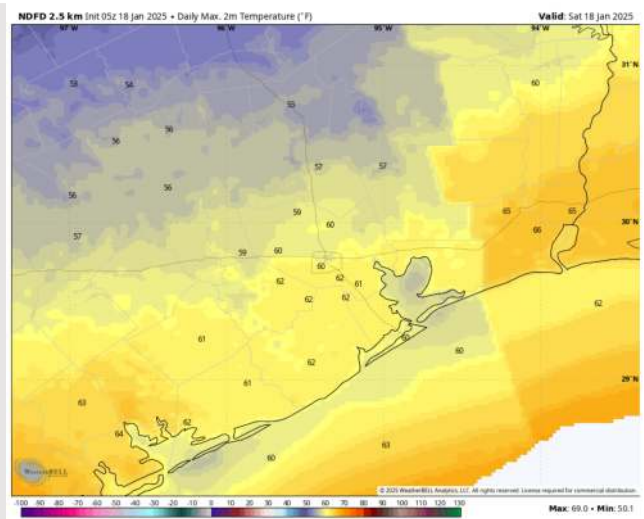 NDFD 2.5 km Init 05z 18 Jan 2025 • Daily Max. 2m Temperature (°F) Valid: Sat 18 Jan 2025
97°W 96°W 95°W 94°W
31°N
53 54 60
55
56 56
57 57
56 56
59 65 65
60 66 30°N
57
59 60
60
62 62 61
62 62 62
60
61 60
62 29°N
61
63
62
64 63
60
WeatherBELL
© 2025 WeatherBELL Analytics, LLC. All rights reserved. License required for commercial distribution.
-100 -90 -80 -70 -60 -50 -40 -30 -20 -10 0 10 20 30 40 50 60 70 80 90 100 110 120 130
Max: 69.0 • Min: 50.1